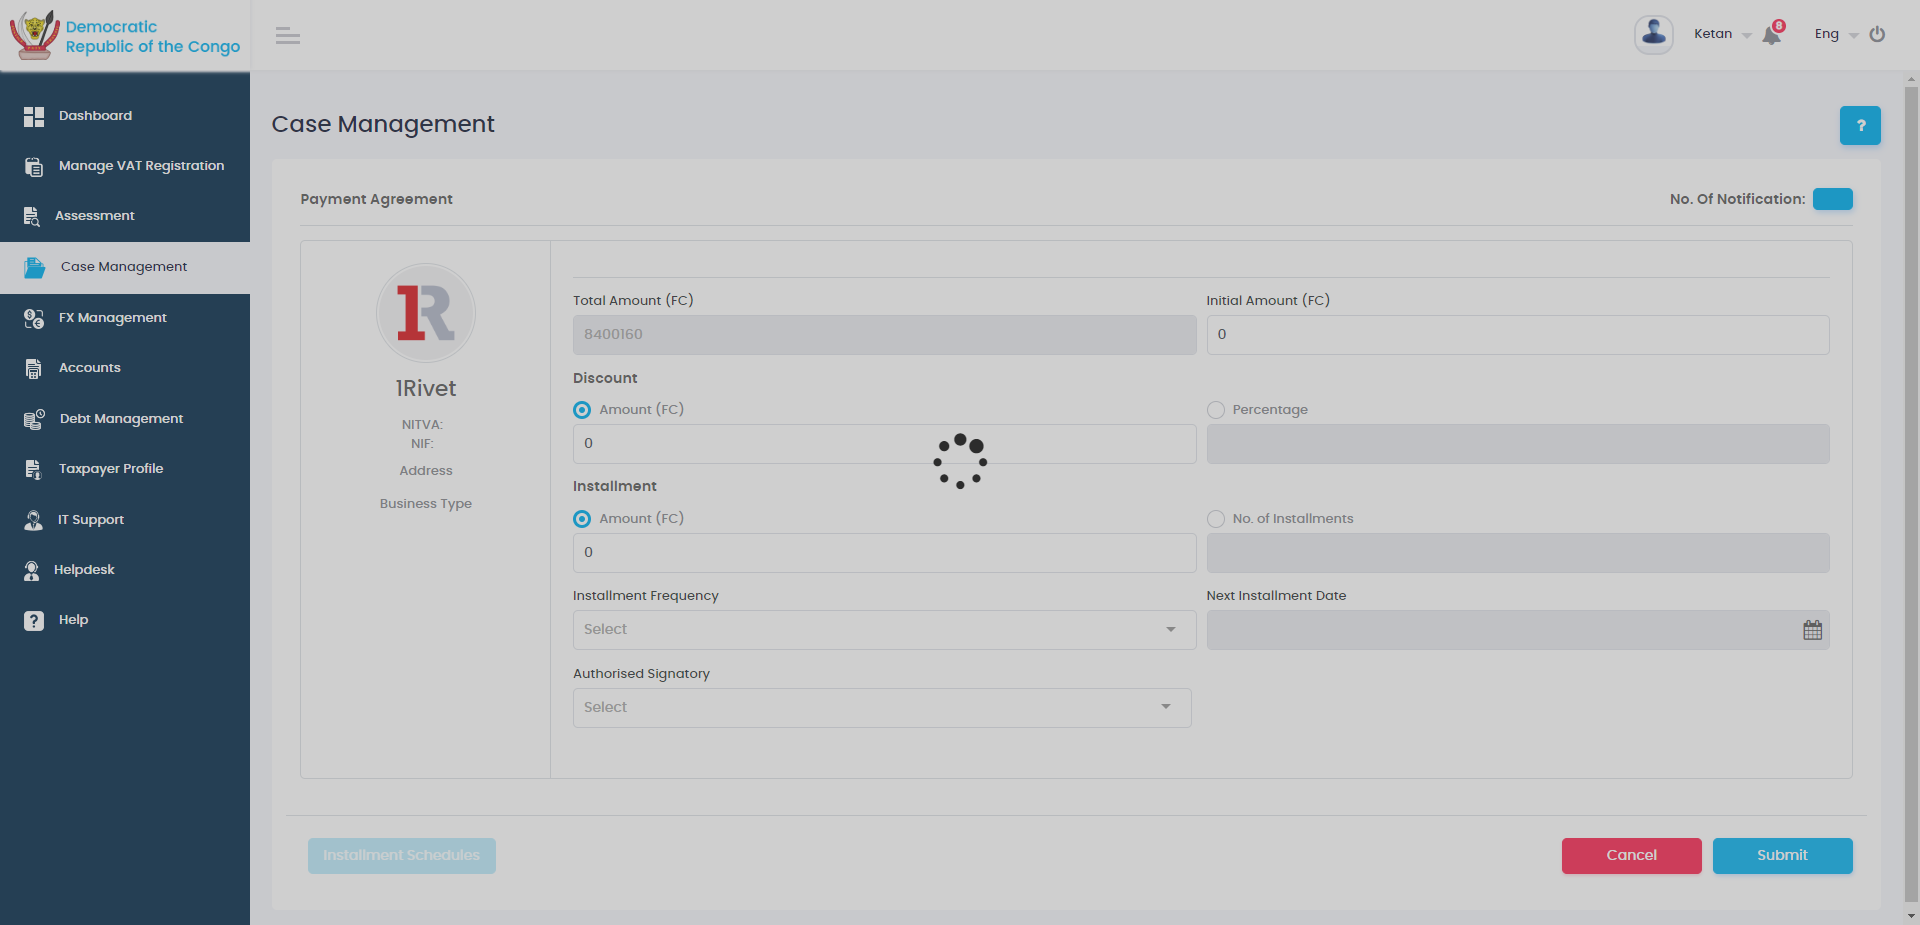 Democratic
Republic of the Congo
Ketan
8
Eng
Dashboard
Manage VAT Registration
Assessment
Case Management
FX Management
Accounts
Debt Management
Taxpayer Profile
IT Support
Helpdesk
Help
Case Management
?
Payment Agreement
No. Of Notification:
1R
1Rivet
NITVA:
NIF:
Address
Business Type
Total Amount (FC)
Initial Amount (FC)
8400160
0
Discount
Amount (FC)
Percentage
0
Installment
Amount (FC)
No. of Installments
0
Installment Frequency
Next Installment Date
Select
Authorised Signatory
Select
Installment Schedules
Cancel
Submit